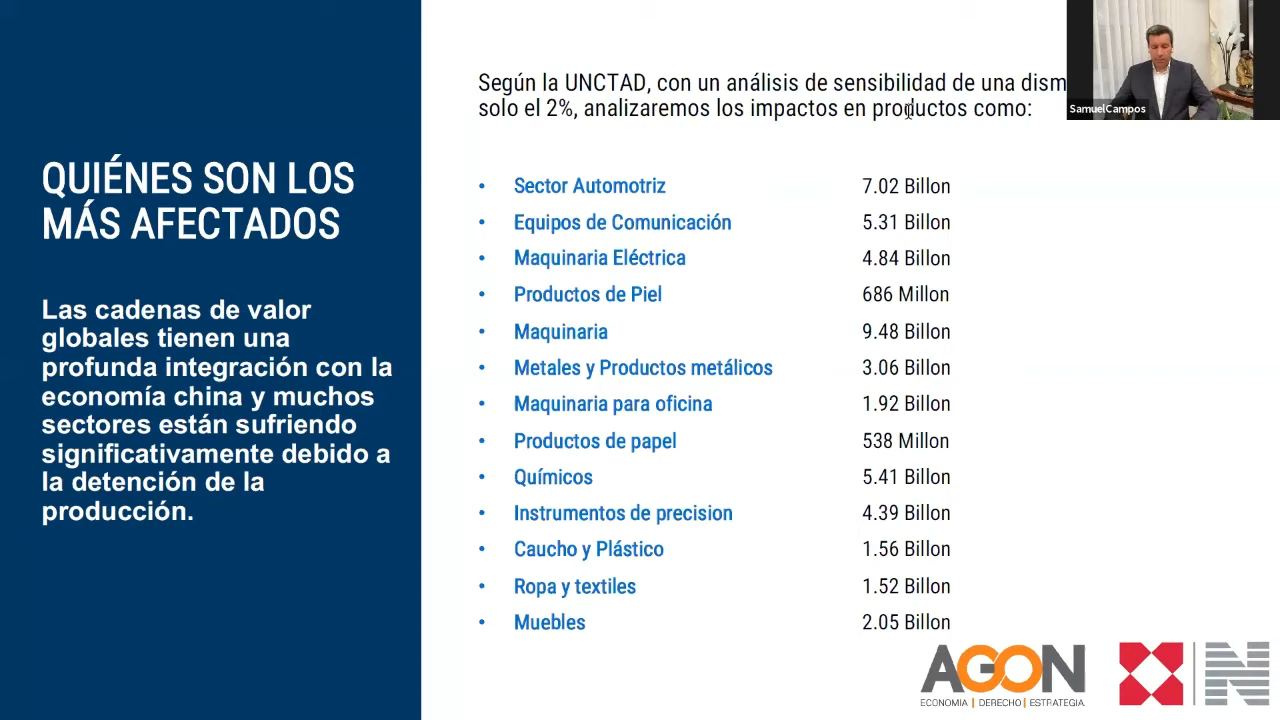 QUIÉNES SON LOS
MÁS AFECTADOS
Las cadenas de valor
globales tienen una
profunda integración con la
economía china y muchos
sectores están sufriendo
significativamente debido a
la detención de la
producción.
Según la UNCTAD, con un análisis de sensibilidad de una dism
solo el 2%, analizaremos los impactos en productos como:
• Sector Automotriz 7.02 Billon
• Equipos de Comunicación 5.31 Billon
• Maquinaria Eléctrica 4.84 Billon
• Productos de Piel 686 Millon
• Maquinaria 9.48 Billon
• Metales y Productos metálicos 3.06 Billon
• Maquinaria para oficina 1.92 Billon
• Productos de papel 538 Millon
• Químicos 5.41 Billon
• Instrumentos de precision 4.39 Billon
• Caucho y Plástico 1.56 Billon
• Ropa y textiles 1.52 Billon
• Muebles 2.05 Billon
SamuelCampos
AGON
ECONOMIA | DERECHO | ESTRATEGIA
N